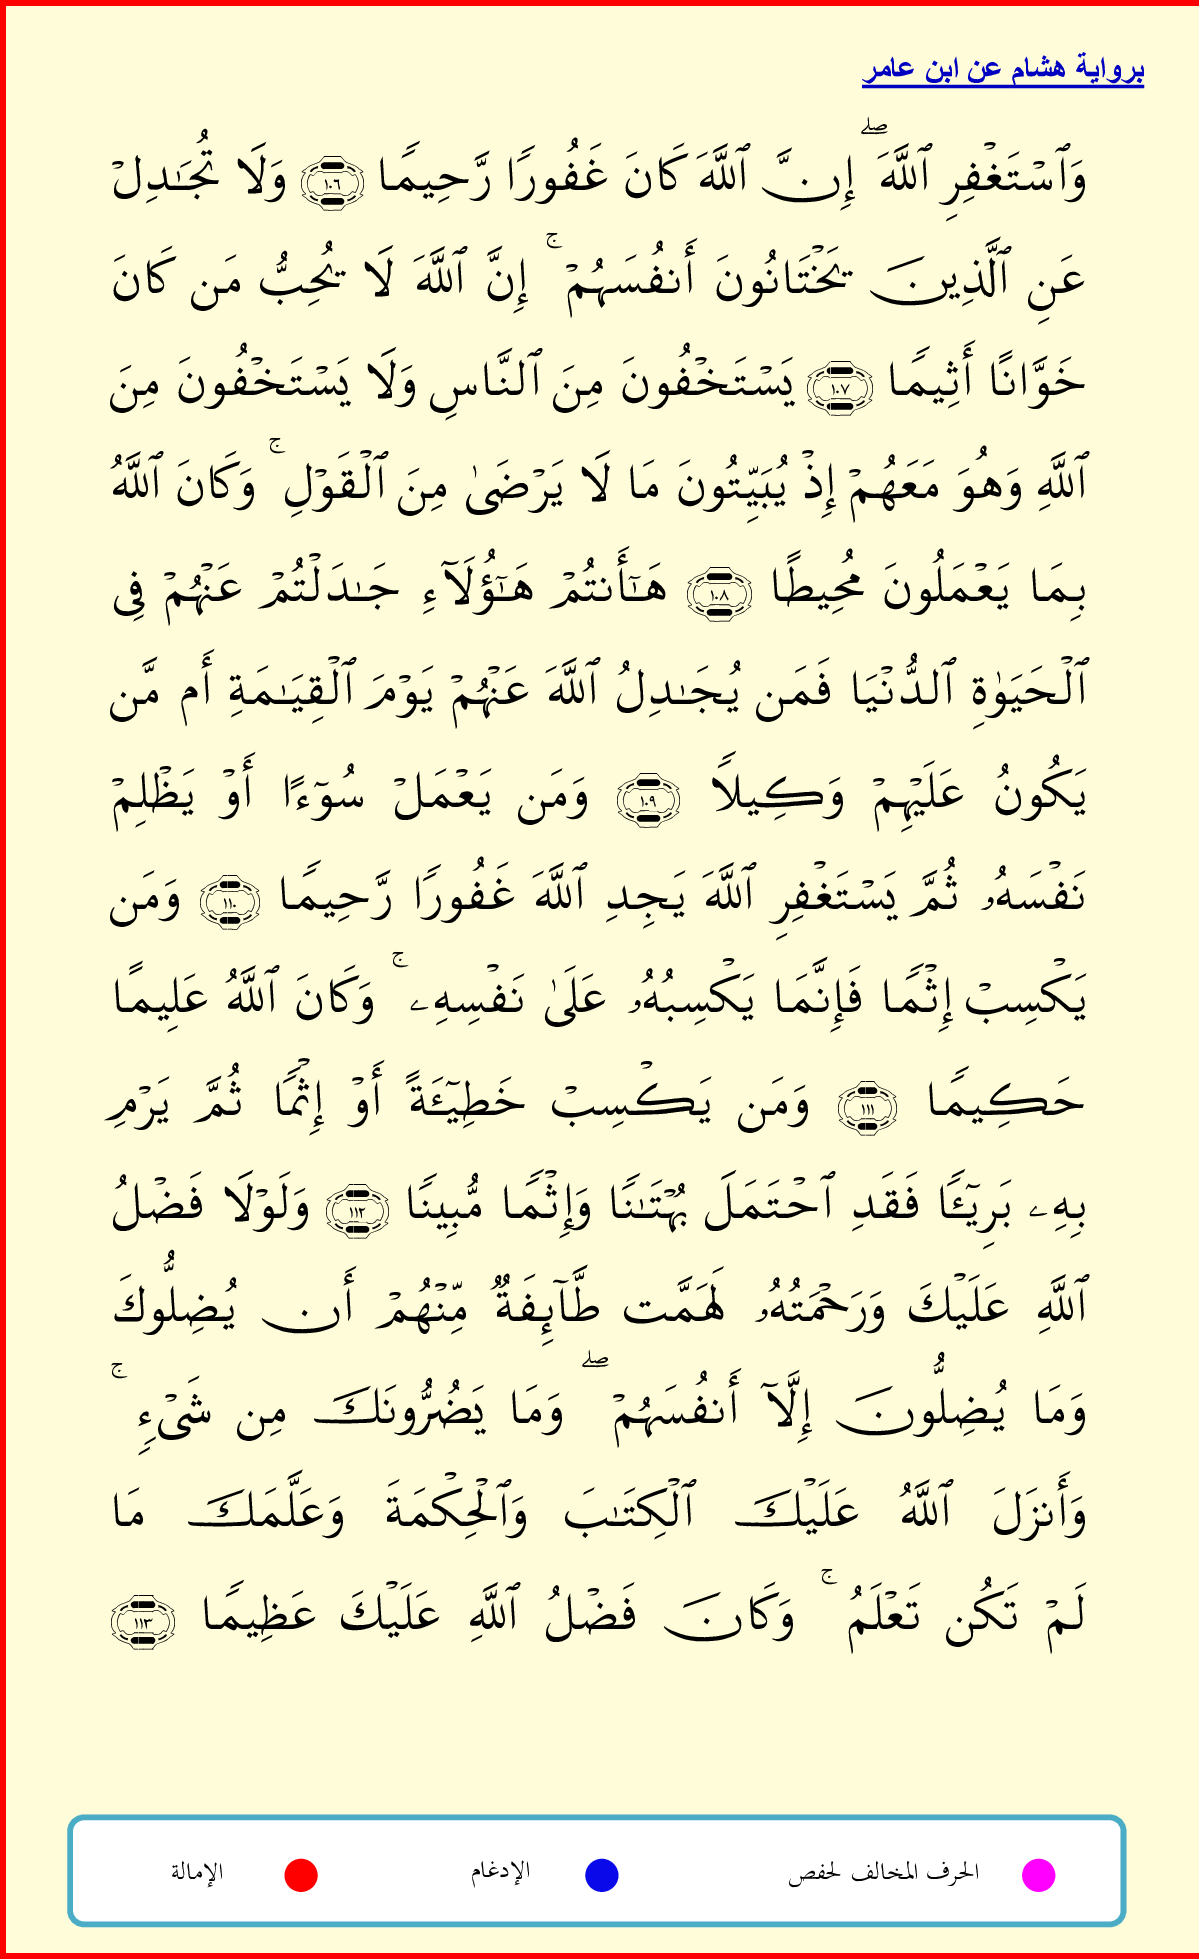 برواية هشام عن ابن عامر
وَٱسۡتَغۡفِرِ ٱللَّهَۖ إِنَّ ٱللَّهَ كَانَ غَفُورٗا رَّحِيمٗا ١٠٦ وَلَا تُجَٰدِلۡ
عَنِ ٱلَّذِينَ يَخۡتَانُونَ أَنفُسَهُمۡۚ إِنَّ ٱللَّهَ لَا يُحِبُّ مَن كَانَ
خَوَّانًا أَثِيمٗا ١٠٧ يَسۡتَخۡفُونَ مِنَ ٱلنَّاسِ وَلَا يَسۡتَخۡفُونَ مِنَ
ٱللَّهِ وَهُوَ مَعَهُمۡ إِذۡ يُبَيِّتُونَ مَا لَا يَرۡضَىٰ مِنَ ٱلۡقَوۡلِۚ وَكَانَ ٱللَّهُ
بِمَا يَعۡمَلُونَ مُحِيطًا ١٠٨ هَٰٓأَنتُمۡ هَٰٓؤُلَآءِ جَٰدَلۡتُمۡ عَنۡهُمۡ فِي
ٱلۡحَيَوٰةِ ٱلدُّنۡيَا فَمَن يُجَٰدِلُ ٱللَّهَ عَنۡهُمۡ يَوۡمَ ٱلۡقِيَٰمَةِ أَم مَّن
يَكُونُ عَلَيۡهِمۡ وَكِيلٗا ١٠٩ وَمَن يَعۡمَلۡ سُوٓءًا أَوۡ يَظۡلِمۡ
نَفۡسَهُۥ ثُمَّ يَسۡتَغۡفِرِ ٱللَّهَ يَجِدِ ٱللَّهَ غَفُورٗا رَّحِيمٗا ١١٠ وَمَن
يَكۡسِبۡ إِثۡمٗا فَإِنَّمَا يَكۡسِبُهُۥ عَلَىٰ نَفۡسِهِۦۚ وَكَانَ ٱللَّهُ عَلِيمًا
حَكِيمٗا ١١١ وَمَن يَكۡسِبۡ خَطِيٓـَٔةً أَوۡ إِثۡمٗا ثُمَّ يَرۡمِ
بِهِۦ بَرِيٓـٔٗا فَقَدِ ٱحۡتَمَلَ بُهۡتَٰنٗا وَإِثۡمٗا مُّبِينٗا ١١٢ وَلَوۡلَا فَضۡلُ
ٱللَّهِ عَلَيۡكَ وَرَحۡمَتُهُۥ لَهَمَّت طَّآئِفَةٞ مِّنۡهُمۡ أَن يُضِلُّوكَ
وَمَا يُضِلُّونَ إِلَّآ أَنفُسَهُمۡۖ وَمَا يَضُرُّونَكَ مِن شَيۡءٖۚ
وَأَنزَلَ ٱللَّهُ عَلَيۡكَ ٱلۡكِتَٰبَ وَٱلۡحِكۡمَةَ وَعَلَّمَكَ مَا
لَمۡ تَكُن تَعۡلَمُۚ وَكَانَ فَضۡلُ ٱللَّهِ عَلَيۡكَ عَظِيمٗا ١١٣
الحرف المخالف لحفص الإدغام الإمالة